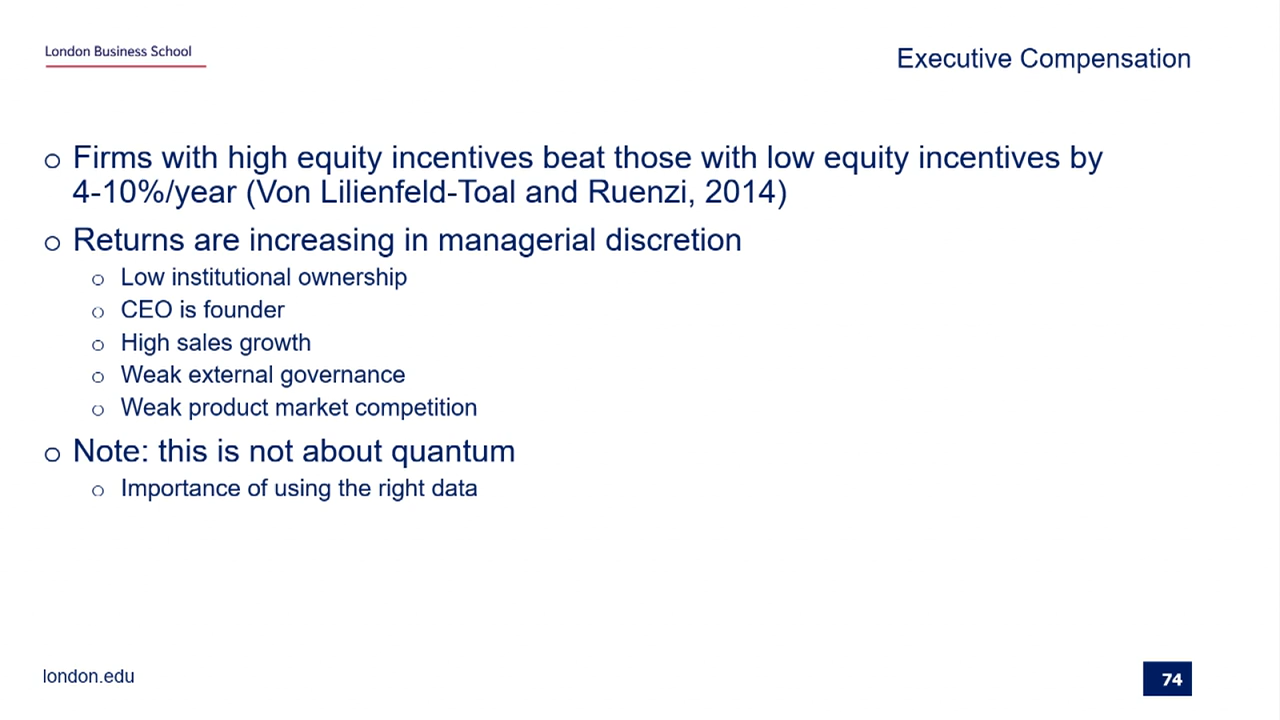 London Business School
Executive Compensation
o Firms with high equity incentives beat those with low equity incentives by
4-10%/year (Von Lilienfeld-Toal and Ruenzi, 2014)
o Returns are increasing in managerial discretion
o Low institutional ownership
o CEO is founder
o High sales growth
o Weak external governance
o Weak product market competition
o Note: this is not about quantum
o Importance of using the right data
london.edu
74